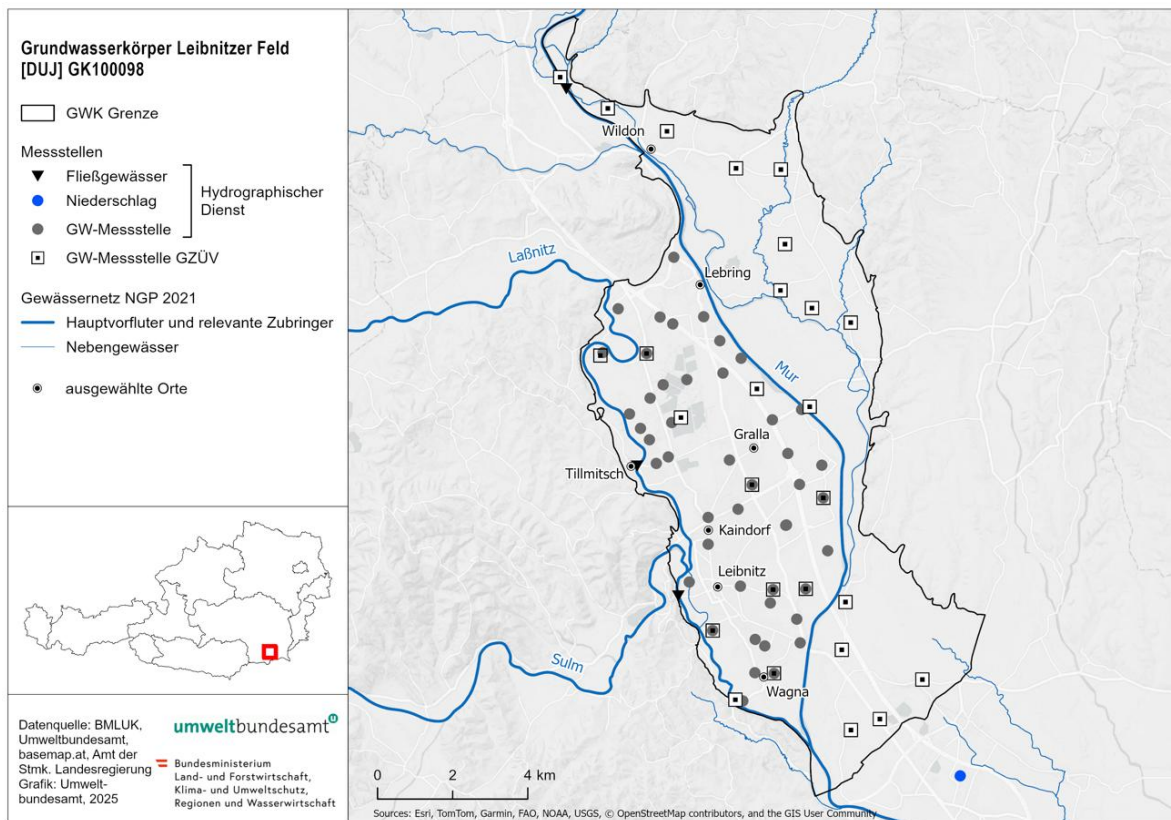 Grundwasserkörper Leibnitzer Feld
[DUJ] GK100098
GWK Grenze
Messstellen
Fließgewässer
Niederschlag
GW-Messstelle
Hydrographischer
Dienst
GW-Messstelle GZÜV
Gewässernetz NGP 2021
Hauptvorfluter und relevante Zubringer
Nebengewässer
ausgewählte Orte
Datenquelle: BMLUK,
Umweltbundesamt,
basemap.at, Amt der
Stmk. Landesregierung
Grafik: Umwelt-
bundesamt, 2025
umweltbundesamt
u
Bundesministerium
Land- und Forstwirtschaft,
Klima- und Umweltschutz,
Regionen und Wasserwirtschaft
Wildon
Laßnitz
Lebring
Mur
Gralla
Tillmitsch
Kaindorf
Leibnitz
Sulm
Wagna
0 2 4 km
Sources: Esri, TomTom, Garmin, FAO, NOAA, USGS, © OpenStreetMap contributors, and the GIS User Community